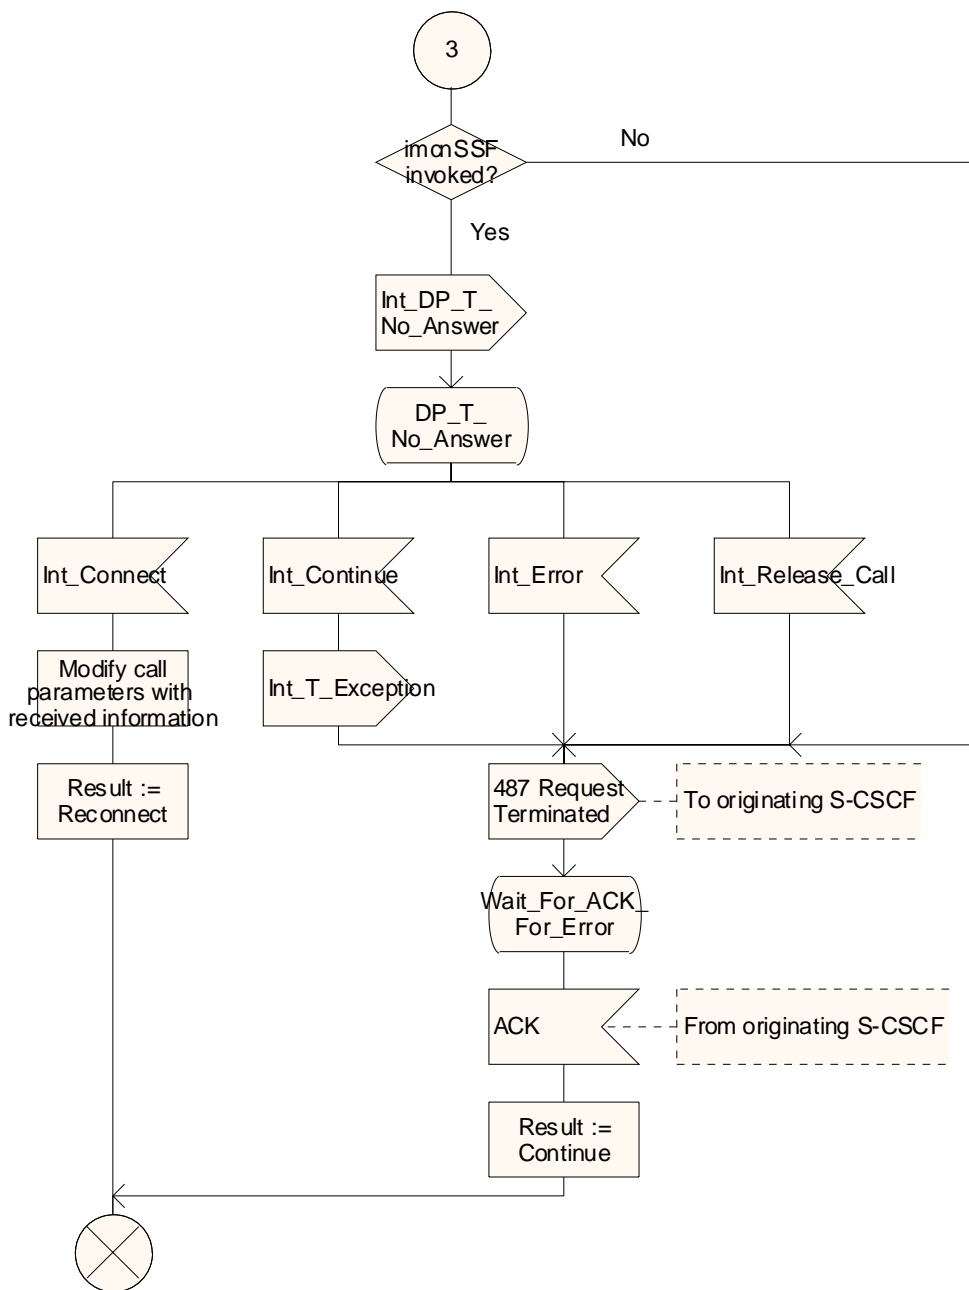 3
imcnSSF
invoked?
No
Yes
Int_DP_T_
No_Answer
DP_T_
No_Answer
Int_Connect
Int_Continue
Int_Error
Int_Release_Call
Modify call
parameters with
received information
Int_T_Exception
Result :=
Reconnect
487 Request
Terminated
To originating S-CSCF
Wait_For_ACK_
For_Error
ACK
From originating S-CSCF
Result :=
Continue